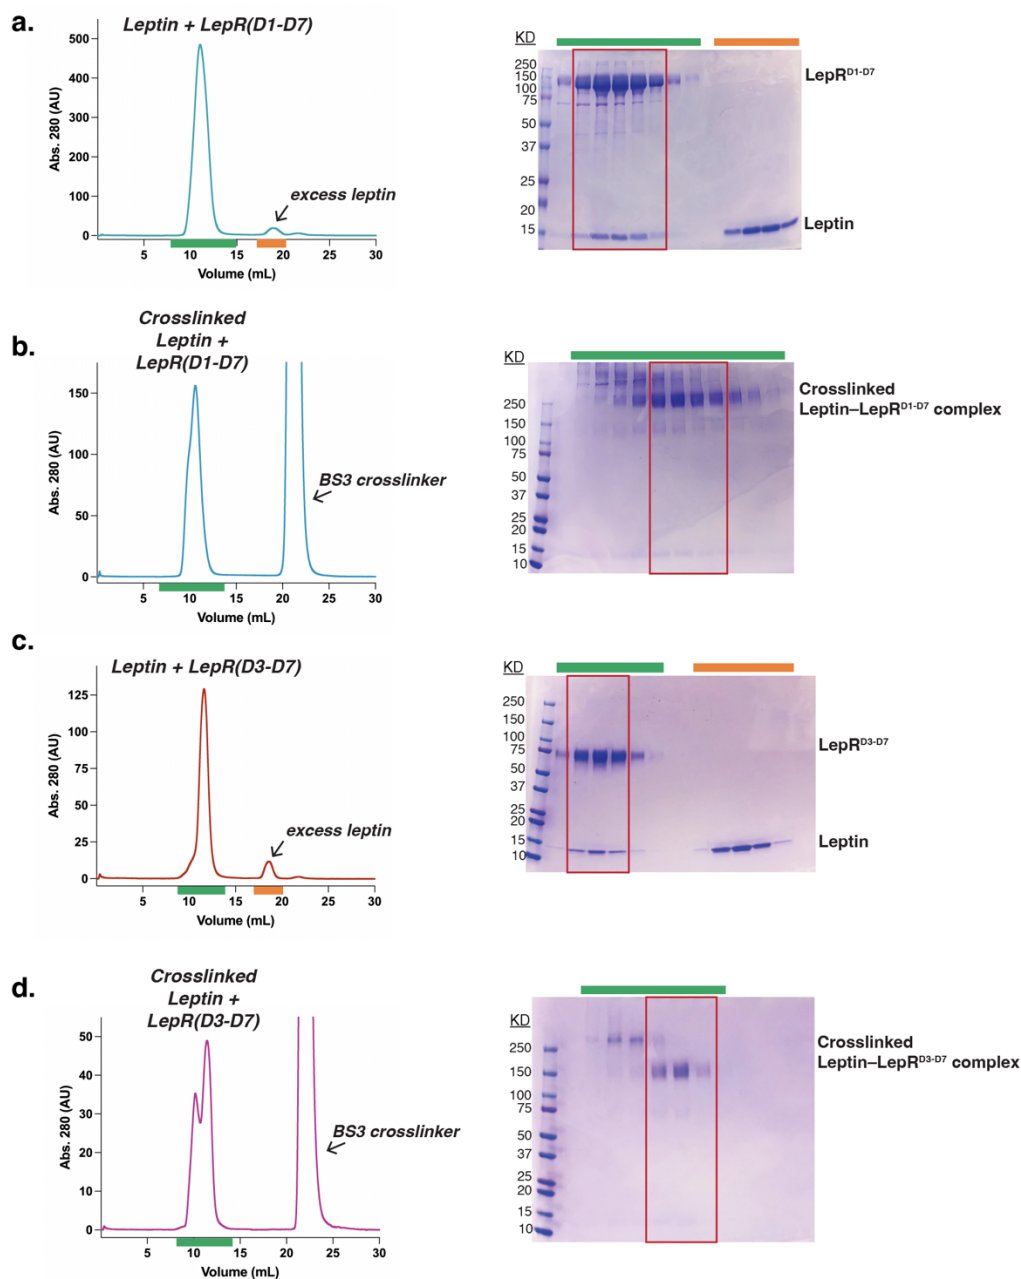 a.
Leptin + LepR(D1-D7)
500
400
300
200
100
0
Abs. 280 (AU)
excess leptin
5 10 15 20 25 30
Volume (mL)
KD
250
150
100
75
50
37
25
20
15
LepR^D1-D7
Leptin
b.
Crosslinked
Leptin +
LepR(D1-D7)
150
100
50
0
Abs. 280 (AU)
BS3 crosslinker
5 10 15 20 25 30
Volume (mL)
KD
250
150
100
75
50
37
25
20
15
10
Crosslinked
Leptin–LepR^D1-D7 complex
c.
Leptin + LepR(D3-D7)
125
100
75
50
25
0
Abs. 280 (AU)
excess leptin
5 10 15 20 25 30
Volume (mL)
KD
250
150
100
75
50
37
25
20
15
10
LepR^D3-D7
Leptin
d.
Crosslinked
Leptin +
LepR(D3-D7)
50
40
30
20
10
0
Abs. 280 (AU)
BS3 crosslinker
5 10 15 20 25 30
Volume (mL)
KD
250
150
100
75
50
37
25
20
15
10
Crosslinked
Leptin–LepR^D3-D7 complex